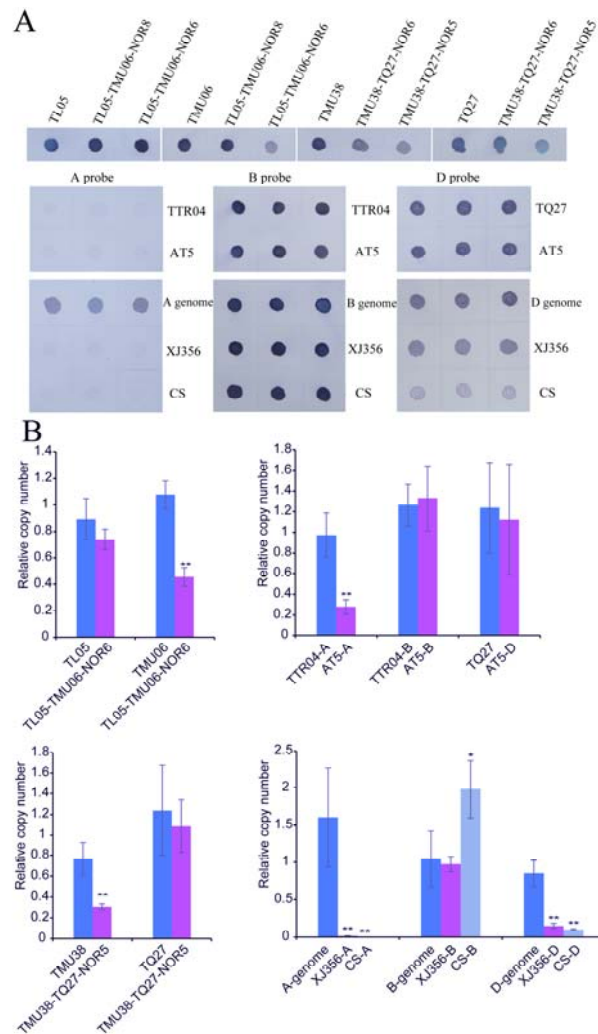 A
TL05
TL05-TMU06-NOR8
TL05-TMU06-NOR6
TMU06
TL05-TMU06-NOR8
TL05-TMU06-NOR6
TMU38
TMU38-TQ27-NOR6
TMU38-TQ27-NOR5
TQ27
TMU38-TQ27-NOR6
TMU38-TQ27-NOR5
A probe
B probe
D probe
TTR04
TTR04
TQ27
AT5
AT5
AT5
A genome
B genome
D genome
XJ356
XJ356
XJ356
CS
CS
CS
B
Relative copy number
1.4
1.2
1
0.8
0.6
0.4
0.2
0
**
TL05
TL05-TMU06-NOR6
TMU06
TL05-TMU06-NOR6
Relative copy number
1.8
1.6
1.4
1.2
1
0.8
0.6
0.4
0.2
0
**
TTR04-A
AT5-A
TTR04-B
AT5-B
TQ27
AT5-D
Relative copy number
1.8
1.6
1.4
1.2
1
0.8
0.6
0.4
0.2
0
**
TMU38
TMU38-TQ27-NOR5
TQ27
TMU38-TQ27-NOR5
Relative copy number
2.5
2
1.5
1
0.5
0
**
**
*
**
**
A-genome
XJ356-A
CS-A
B-genome
XJ356-B
CS-B
D-genome
XJ356-D
CS-D